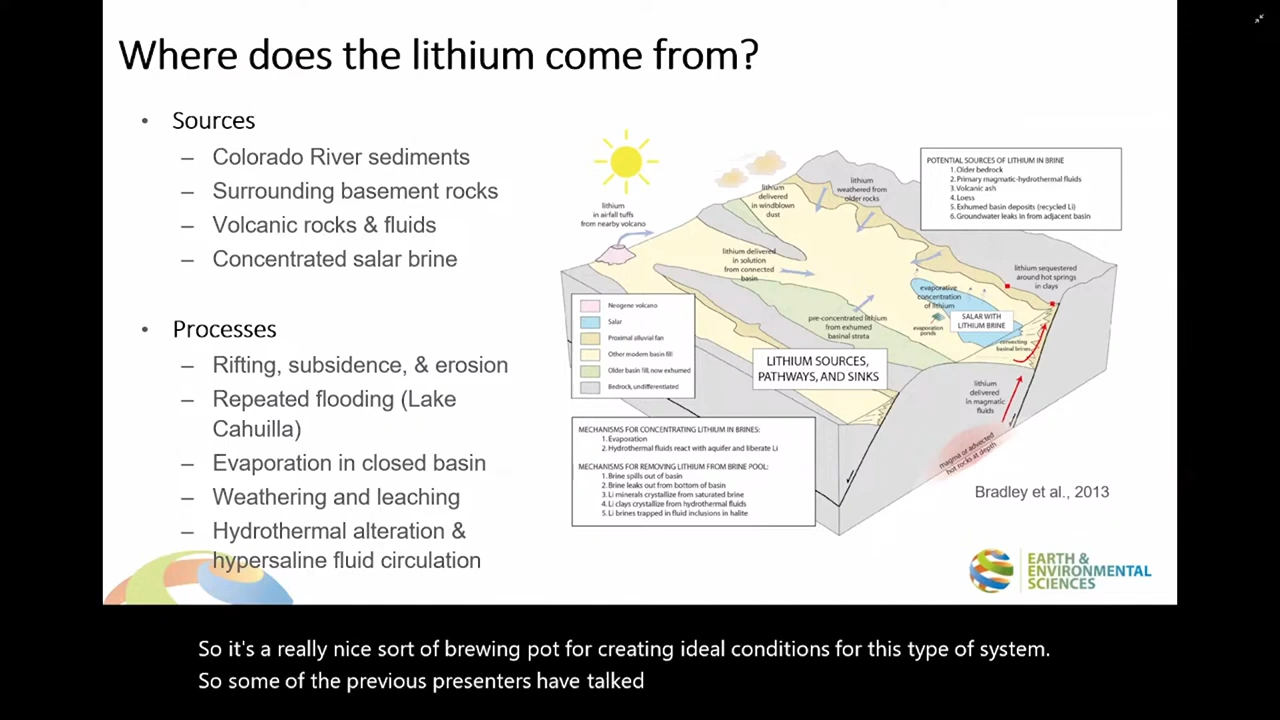 Where does the lithium come from?
• Sources
– Colorado River sediments
– Surrounding basement rocks
– Volcanic rocks & fluids
– Concentrated salar brine
• Processes
– Rifting, subsidence, & erosion
– Repeated flooding (Lake
Cahuilla)
– Evaporation in closed basin
– Weathering and leaching
– Hydrothermal alteration &
hypersaline fluid circulation
lithium
in airfall tuffs
from nearby volcano
lithium
delivered
in windblown
dust
lithium
weathered from
older rocks
POTENTIAL SOURCES OF LITHIUM IN BRINE
1. Older bedrock
2. Primary magmatic-hydrothermal fluids
3. Volcanic ash
4. Loess
5. Exhumed basin deposits (recycled Li)
6. Groundwater leaks in from adjacent basin
lithium delivered
in solution
from connected
basin
lithium sequestered
around hot springs
in clays
evaporative
concentration
of lithium
evaporation
ponds
SALAR WITH
LITHIUM BRINE
convecting
basinal brines
pre-concentrated lithium
from exhumed
basinal strata
Neogene volcano
Salar
Proximal alluvial fan
Other modern basin fill
Older basin fill, now exhumed
Bedrock, undifferentiated
LITHIUM SOURCES,
PATHWAYS, AND SINKS
lithium
delivered
in magmatic
fluids
magma or advected
hot rocks at depth
MECHANISMS FOR CONCENTRATING LITHIUM IN BRINES:
1. Evaporation
2. Hydrothermal fluids react with aquifer and liberate Li
MECHANISMS FOR REMOVING LITHIUM FROM BRINE POOL:
1. Brine spills out of basin
2. Brine leaks out from bottom of basin
3. Li minerals crystallize from saturated brine
4. Li clays crystallize from hydrothermal fluids
5. Li brines trapped in fluid inclusions in halite
Bradley et al., 2013
EARTH &
ENVIRONMENTAL
SCIENCES
So it's a really nice sort of brewing pot for creating ideal conditions for this type of system.
So some of the previous presenters have talked